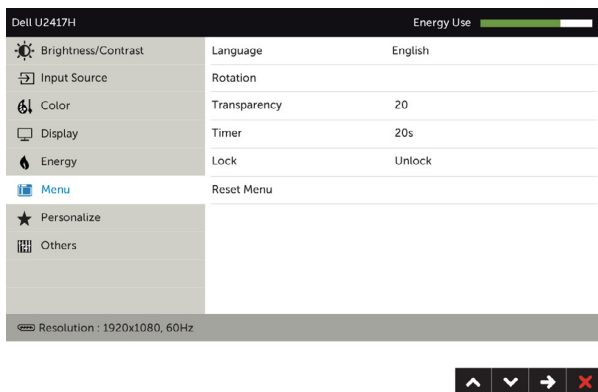 Dell U2417H Energy Use
Brightness/Contrast Language English
Input Source Rotation
Color Transparency 20
Display Timer 20s
Energy Lock Unlock
Menu Reset Menu
Personalize
Others
Resolution : 1920x1080, 60Hz